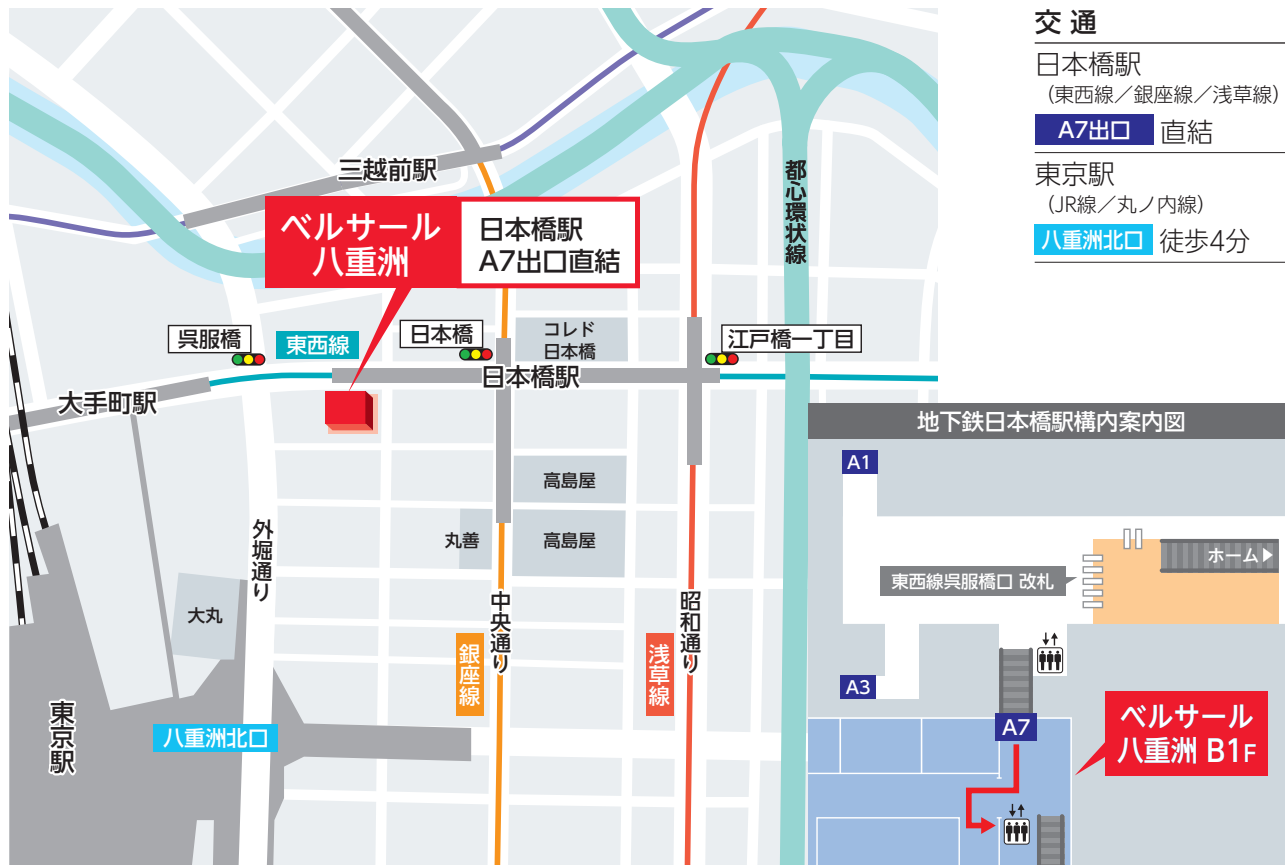 三越前駅
ベルサール
八重洲
日本橋駅
A7出口直結
都心環状線
呉服橋
東西線
日本橋
コレド
日本橋
江戸橋一丁目
日本橋駅
大手町駅
高島屋
丸善
高島屋
外堀通り
大丸
中央通り
昭和通り
銀座線
浅草線
東京駅
八重洲北口
交通
日本橋駅
（東西線／銀座線／浅草線）
A7出口 直結
東京駅
（JR線／丸ノ内線）
八重洲北口 徒歩4分
地下鉄日本橋駅構内案内図
A1
ホーム▶
東西線呉服橋口 改札
A3
A7
ベルサール
八重洲 B1F